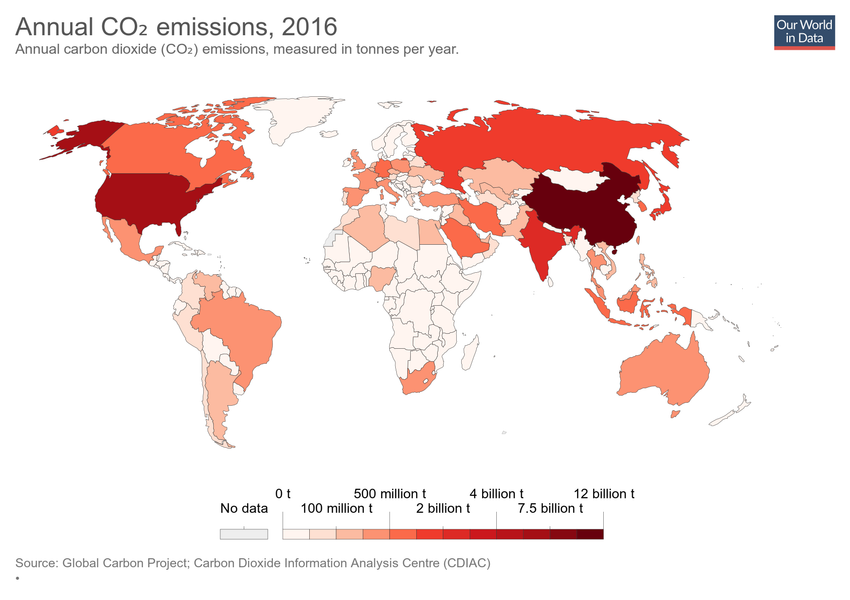 Annual CO₂ emissions, 2016
Annual carbon dioxide (CO₂) emissions, measured in tonnes per year.
Our World
in Data
0 t 500 million t 4 billion t 12 billion t
No data 100 million t 2 billion t 7.5 billion t
Source: Global Carbon Project; Carbon Dioxide Information Analysis Centre (CDIAC)
•